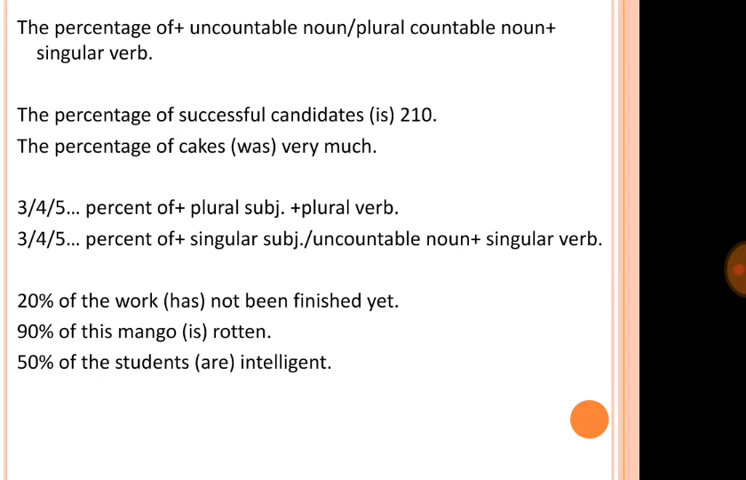 The percentage of+ uncountable noun/plural countable noun+
singular verb.
The percentage of successful candidates (is) 210.
The percentage of cakes (was) very much.
3/4/5... percent of+ plural subj. +plural verb.
3/4/5... percent of+ singular subj./uncountable noun+ singular verb.
20% of the work (has) not been finished yet.
90% of this mango (is) rotten.
50% of the students (are) intelligent.